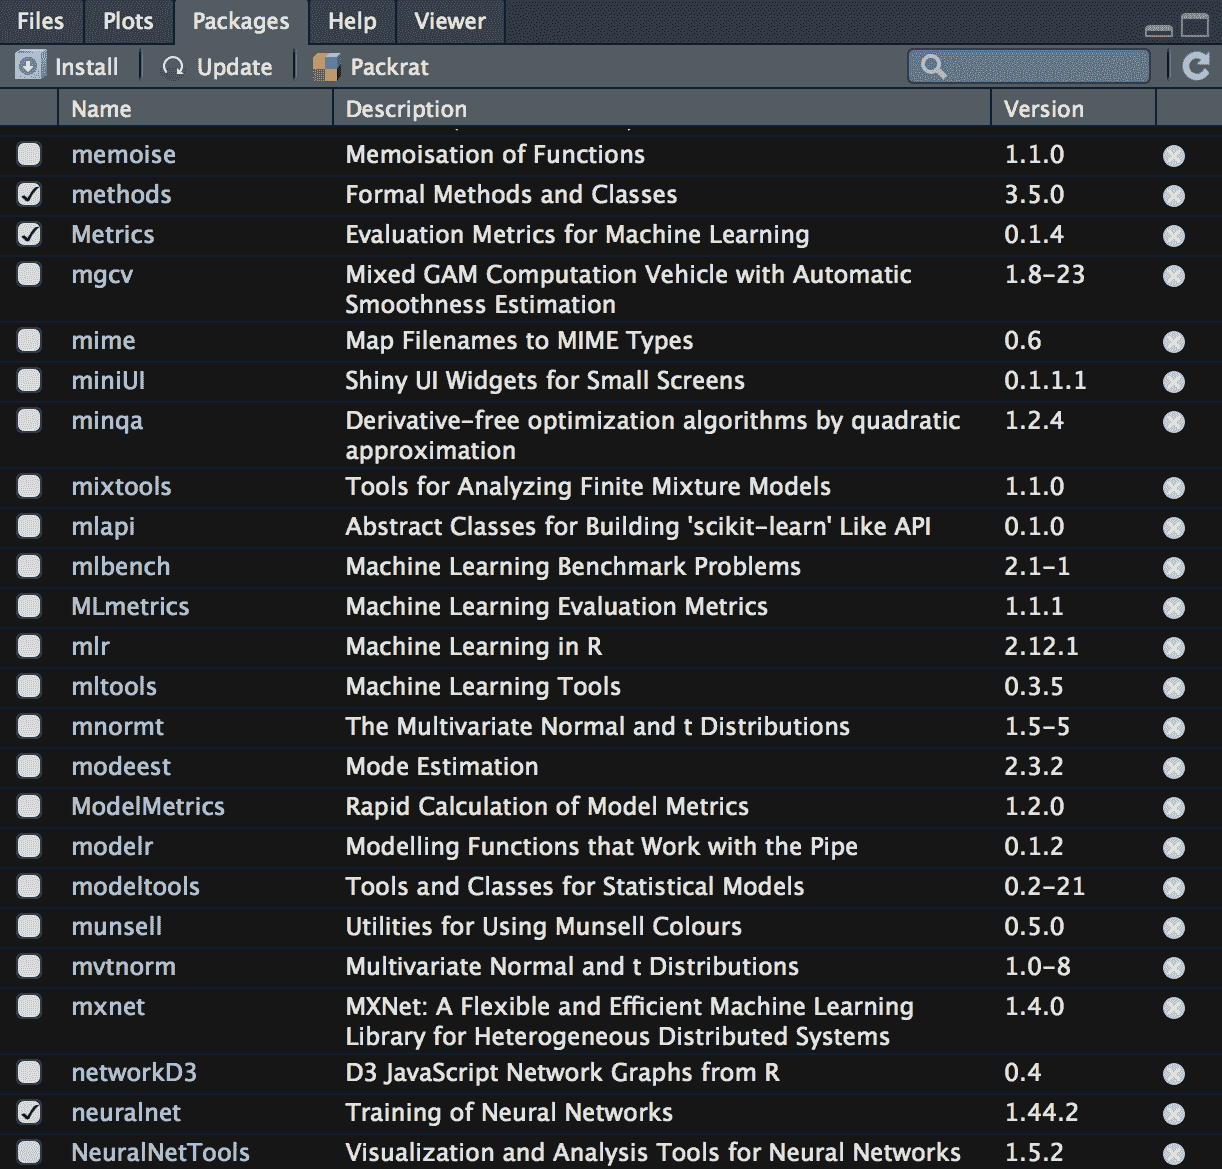 Files Plots Packages Help Viewer
Install Update Packrat
Name Description Version
memoise Memoisation of Functions 1.1.0
methods Formal Methods and Classes 3.5.0
Metrics Evaluation Metrics for Machine Learning 0.1.4
mgcv Mixed GAM Computation Vehicle with Automatic 1.8-23
Smoothness Estimation
mime Map Filenames to MIME Types 0.6
miniUI Shiny UI Widgets for Small Screens 0.1.1.1
minqa Derivative-free optimization algorithms by quadratic 1.2.4
approximation
mixtools Tools for Analyzing Finite Mixture Models 1.1.0
mlapi Abstract Classes for Building 'scikit-learn' Like API 0.1.0
mlbench Machine Learning Benchmark Problems 2.1-1
MLmetrics Machine Learning Evaluation Metrics 1.1.1
mlr Machine Learning in R 2.12.1
mltools Machine Learning Tools 0.3.5
mnormt The Multivariate Normal and t Distributions 1.5-5
modeest Mode Estimation 2.3.2
ModelMetrics Rapid Calculation of Model Metrics 1.2.0
modelr Modelling Functions that Work with the Pipe 0.1.2
modeltools Tools and Classes for Statistical Models 0.2-21
munsell Utilities for Using Munsell Colours 0.5.0
mvtnorm Multivariate Normal and t Distributions 1.0-8
mxnet MXNet: A Flexible and Efficient Machine Learning 1.4.0
Library for Heterogeneous Distributed Systems
networkD3 D3 JavaScript Network Graphs from R 0.4
neuralnet Training of Neural Networks 1.44.2
NeuralNetTools Visualization and Analysis Tools for Neural Networks 1.5.2